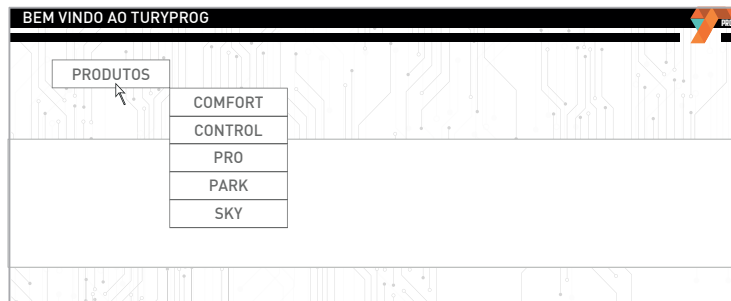 BEM VINDO AO TURYPROG
PRODUTOS
COMFORT
CONTROL
PRO
PARK
SKY